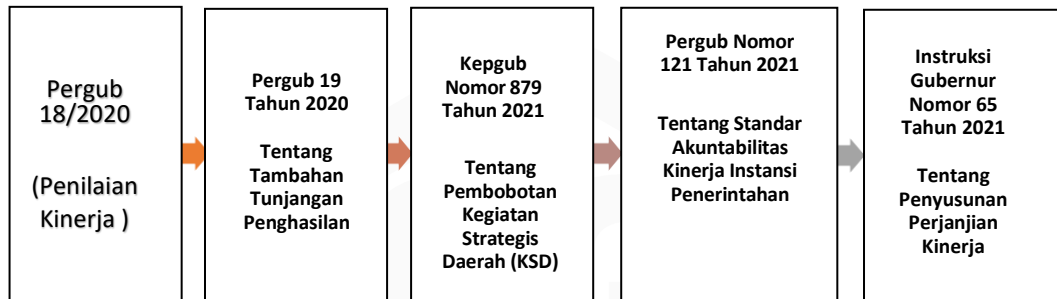 Pergub
18/2020
(Penilaian
Kinerja )
Pergub 19
Tahun 2020
Tentang
Tambahan
Tunjangan
Penghasilan
Kepgub
Nomor 879
Tahun 2021
Tentang
Pembobotan
Kegiatan
Strategis
Daerah (KSD)
Pergub Nomor
121 Tahun 2021
Tentang Standar
Akuntabilitas
Kinerja Instansi
Penerintahan
Instruksi
Gubernur
Nomor 65
Tahun 2021
Tentang
Penyusunan
Perjanjian
Kinerja